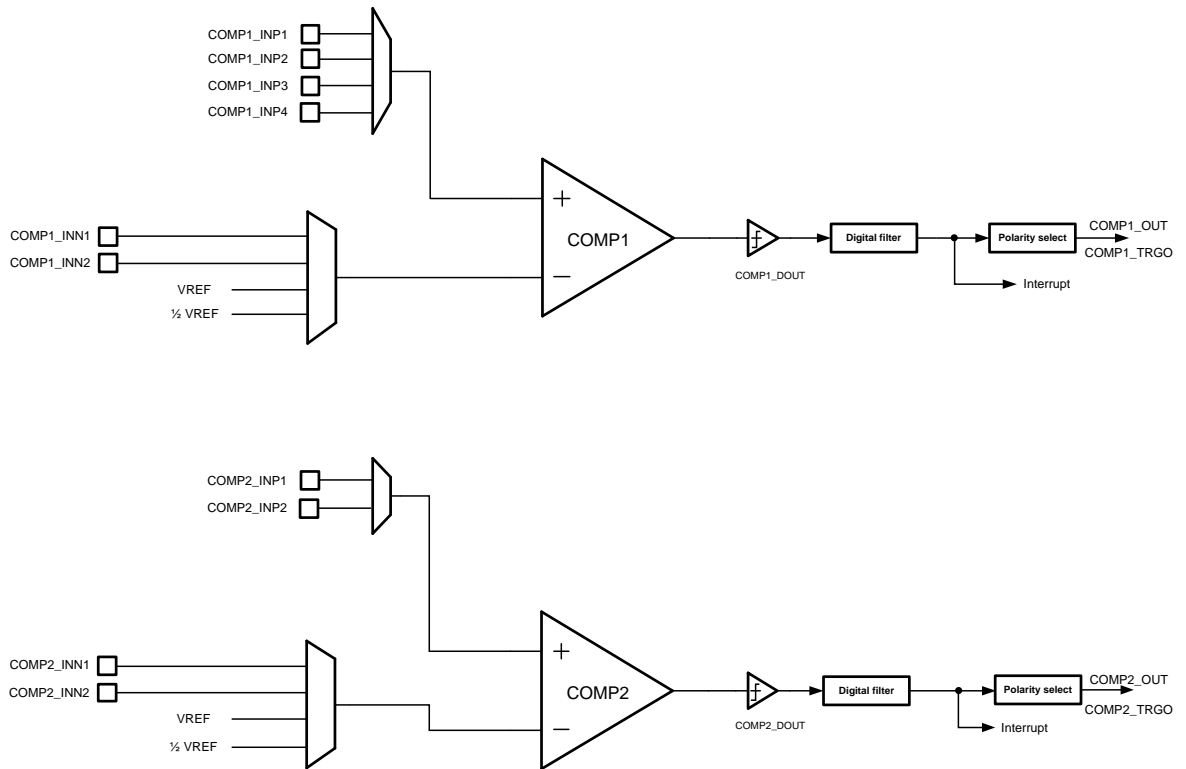 COMP1_INP1
COMP1_INP2
COMP1_INP3
COMP1_INP4
COMP1_INN1
COMP1_INN2
VREF
½ VREF
+
COMP1
−
COMP1_DOUT
Digital filter
Polarity select
COMP1_OUT
COMP1_TRGO
Interrupt
COMP2_INP1
COMP2_INP2
COMP2_INN1
COMP2_INN2
VREF
½ VREF
+
COMP2
−
COMP2_DOUT
Digital filter
Polarity select
COMP2_OUT
COMP2_TRGO
Interrupt